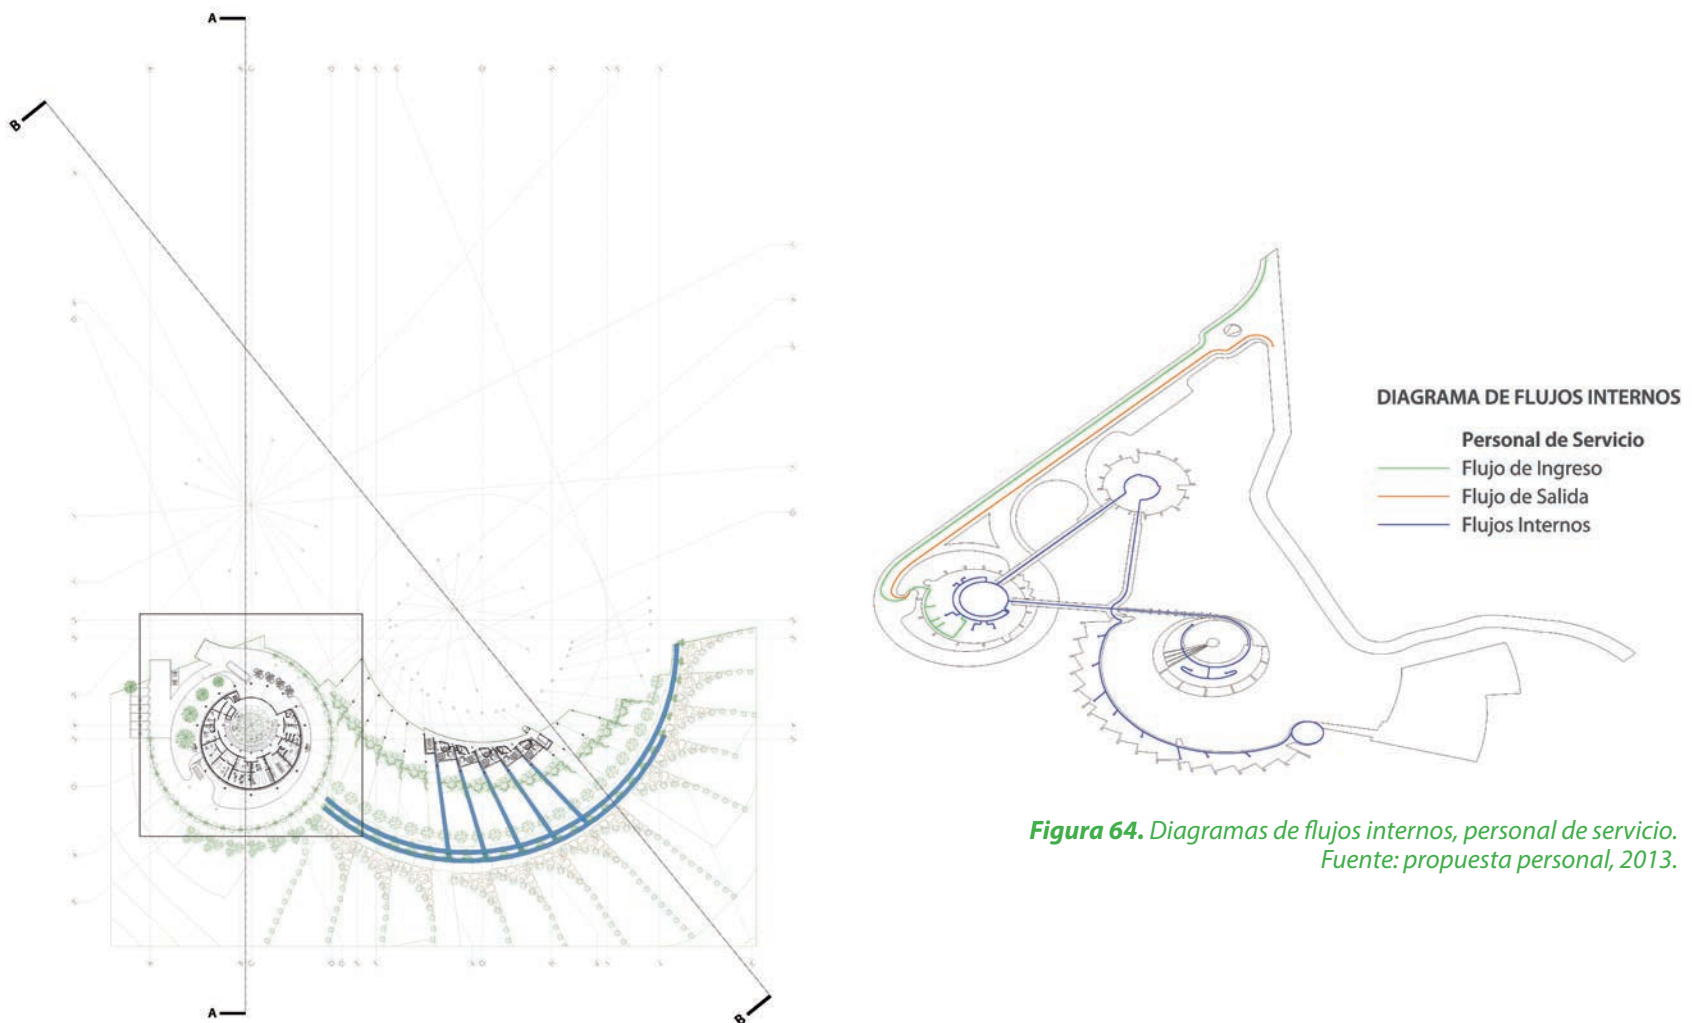 A
B
DIAGRAMA DE FLUJOS INTERNOS
Personal de Servicio
Flujo de Ingreso
Flujo de Salida
Flujos Internos
Figura 64. Diagramas de flujos internos, personal de servicio.
Fuente: propuesta personal, 2013.
A
B